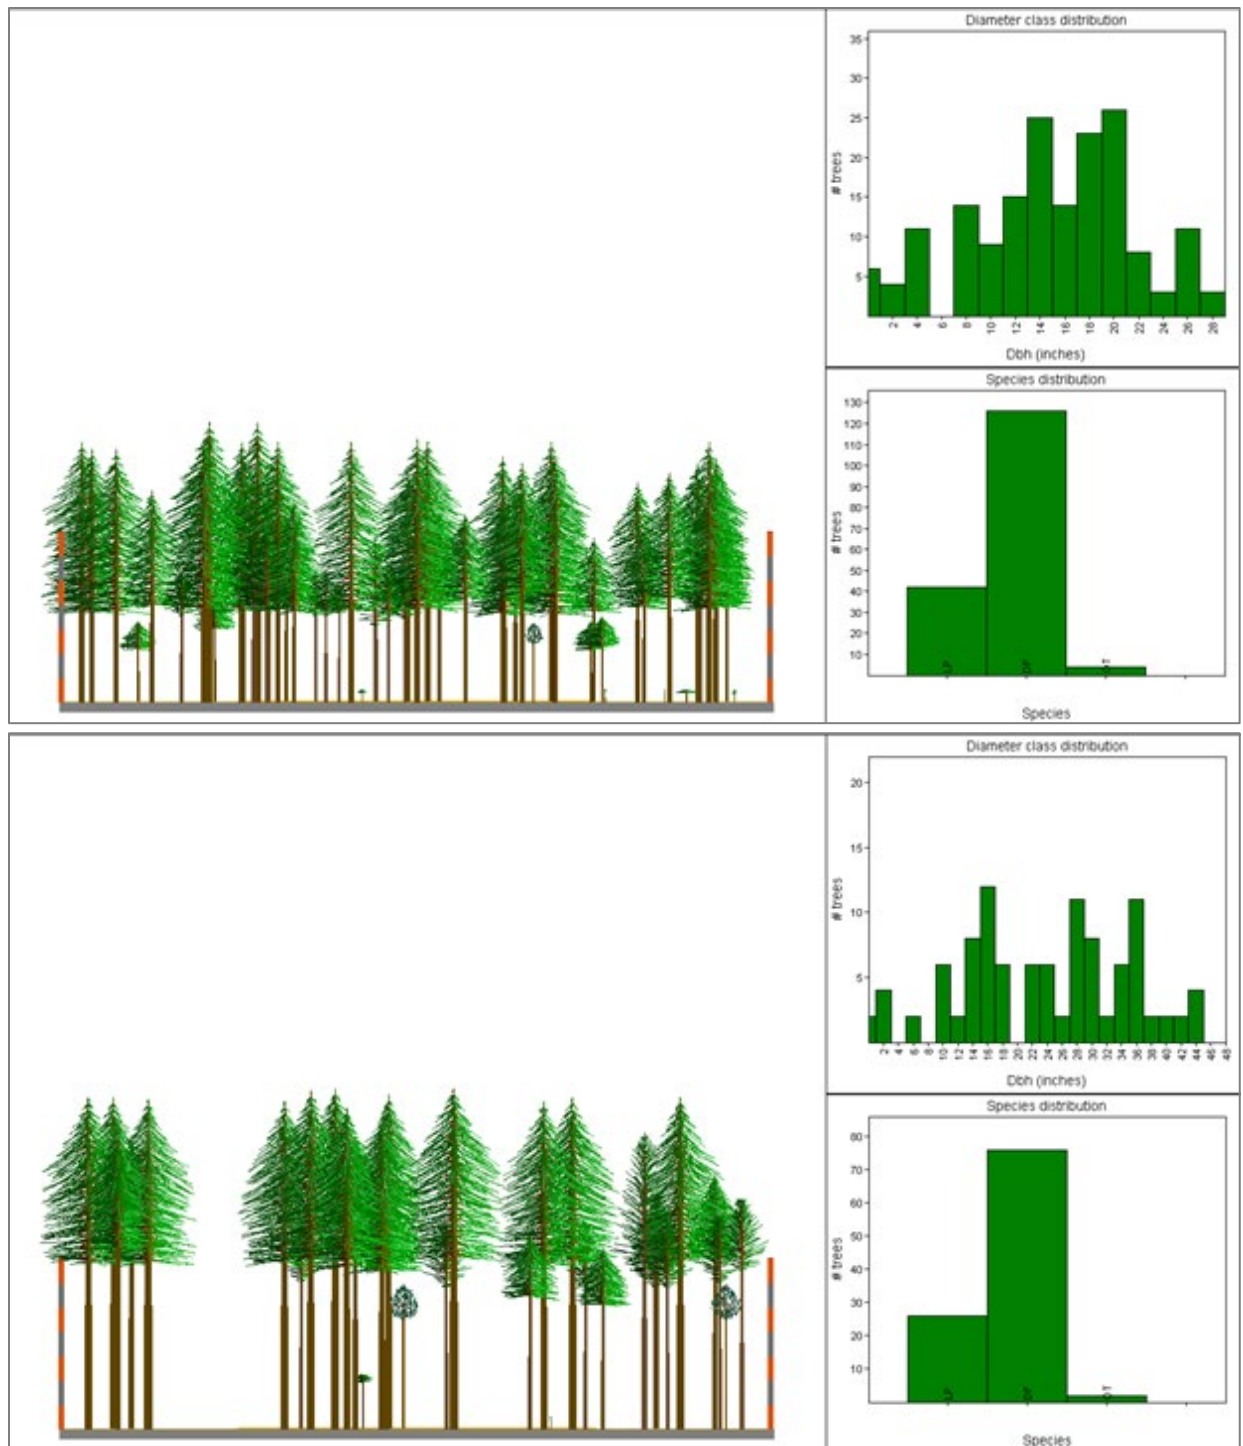 Diameter class distribution
35
30
25
20
15
10
5
# trees
2 4 6 8 10 12 14 16 18 20 22 24 26 28
Dbh (inches)
Species distribution
130
120
110
100
90
80
70
60
50
40
30
20
10
# trees
LP DF OT
Species
Diameter class distribution
20
15
10
5
# trees
2 4 6 8 10 12 14 16 18 20 22 24 26 28 30 32 34 36 38 40 42 44 46 48
Dbh (inches)
Species distribution
80
70
60
50
40
30
20
10
# trees
LP DF OT
Species